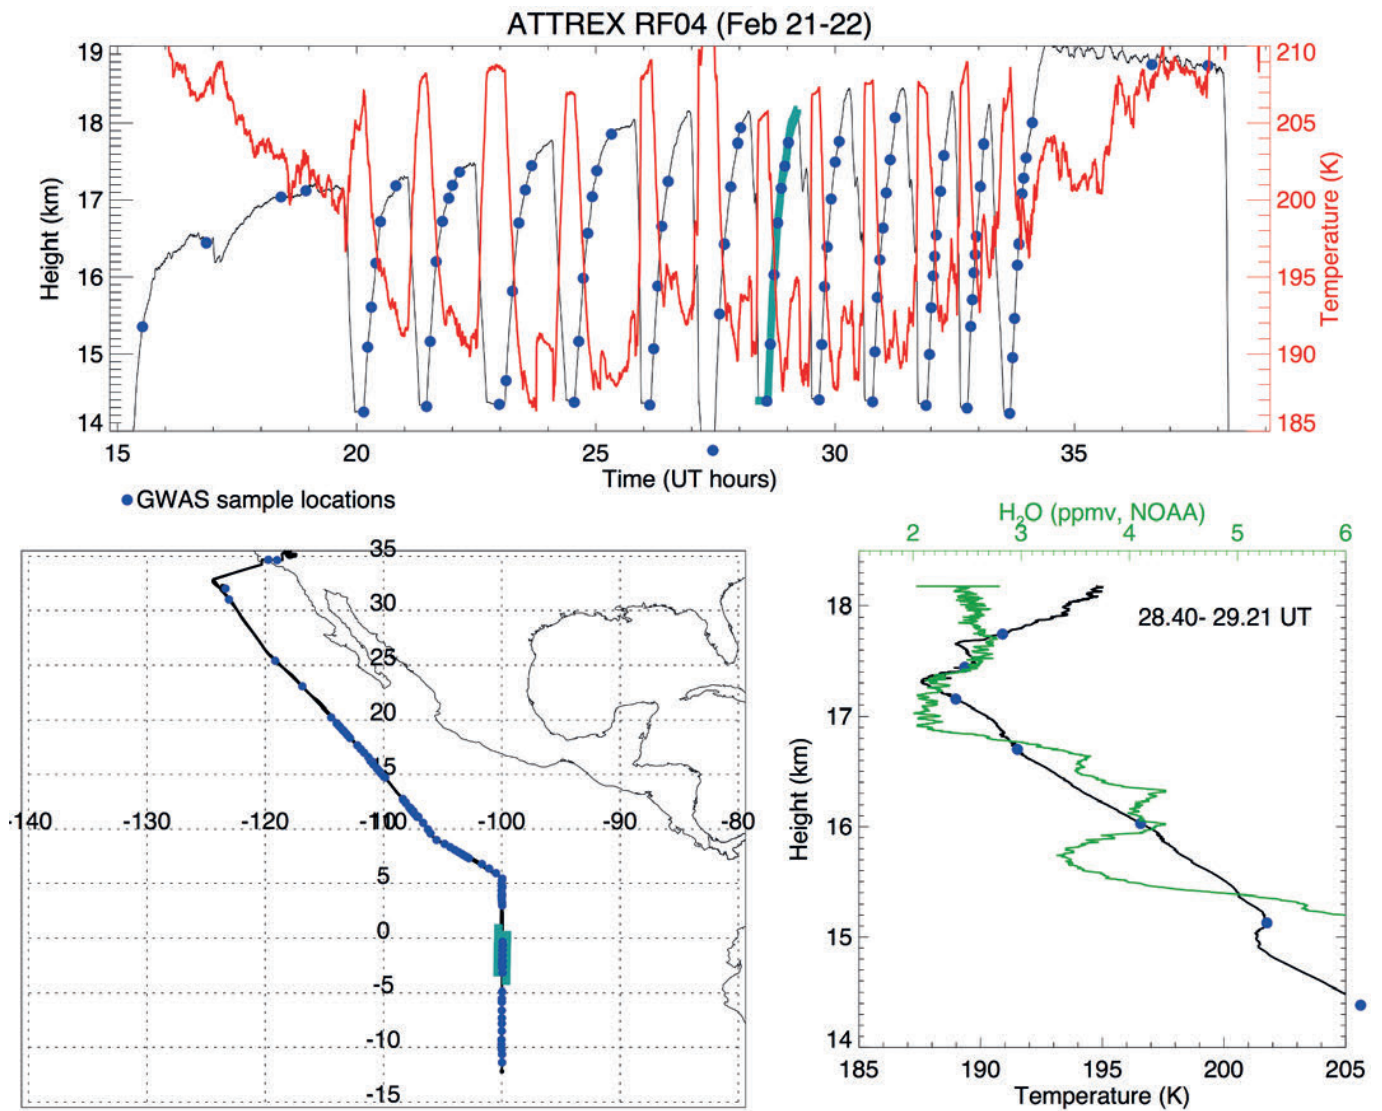 ATTREX RF04 (Feb 21-22)
19
18
17
16
15
14
Height (km)
210
205
200
195
190
185
Temperature (K)
15 20 25 30 35
Time (UT hours)
GWAS sample locations
35
30
25
20
15
-140 -130 -120 -110 10 -100 -90 -80
5
0
-5
-10
-15
H2O (ppmv, NOAA)
2 3 4 5 6
28.40- 29.21 UT
18
17
16
15
14
Height (km)
185 190 195 200 205
Temperature (K)